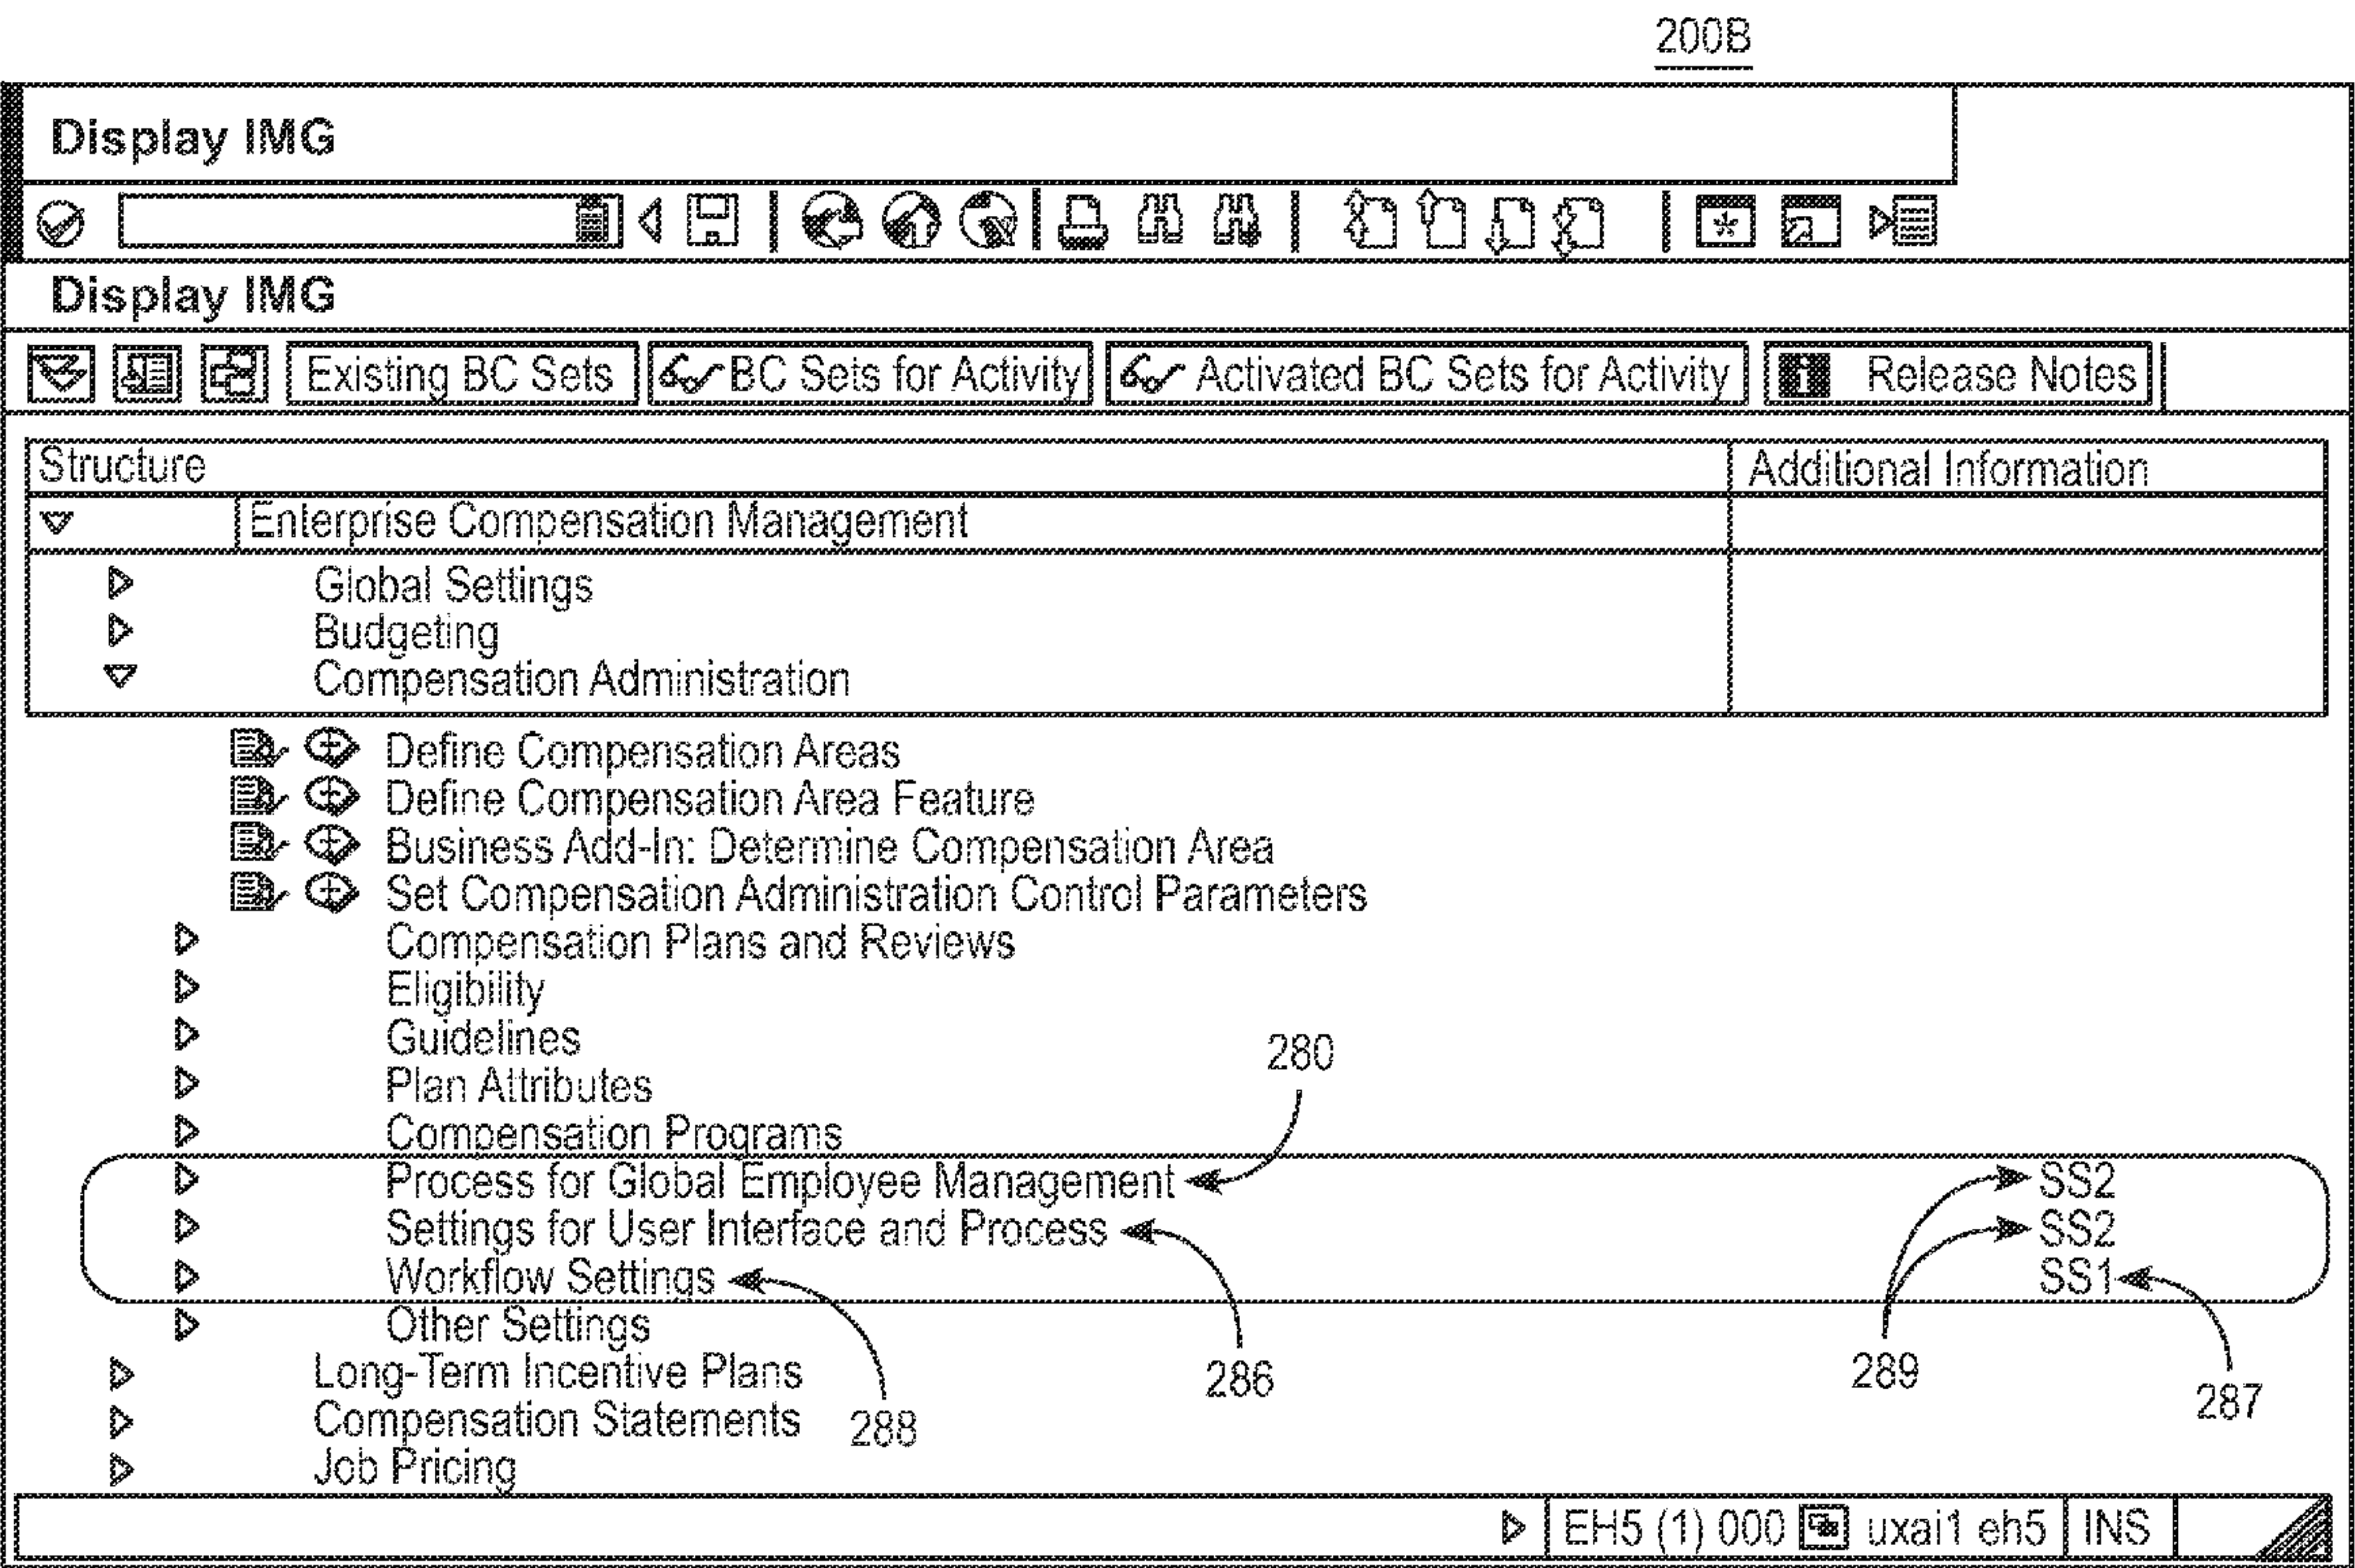 200B
Display IMG
Display IMG
Existing BC Sets BC Sets for Activity Activated BC Sets for Activity i Release Notes
Structure Additional Information
Enterprise Compensation Management
Global Settings
Budgeting
Compensation Administration
Define Compensation Areas
Define Compensation Area Feature
Business Add-In: Determine Compensation Area
Set Compensation Administration Control Parameters
Compensation Plans and Reviews
Eligibility
Guidelines
280
Plan Attributes
Compensation Programs
Process for Global Employee Management SS2
Settings for User Interface and Process SS2
Workflow Settings SS1
Other Settings
Long-Term Incentive Plans 286 289 287
Compensation Statements 288
Job Pricing
EH5 (1) 000 uxai1 eh5 INS